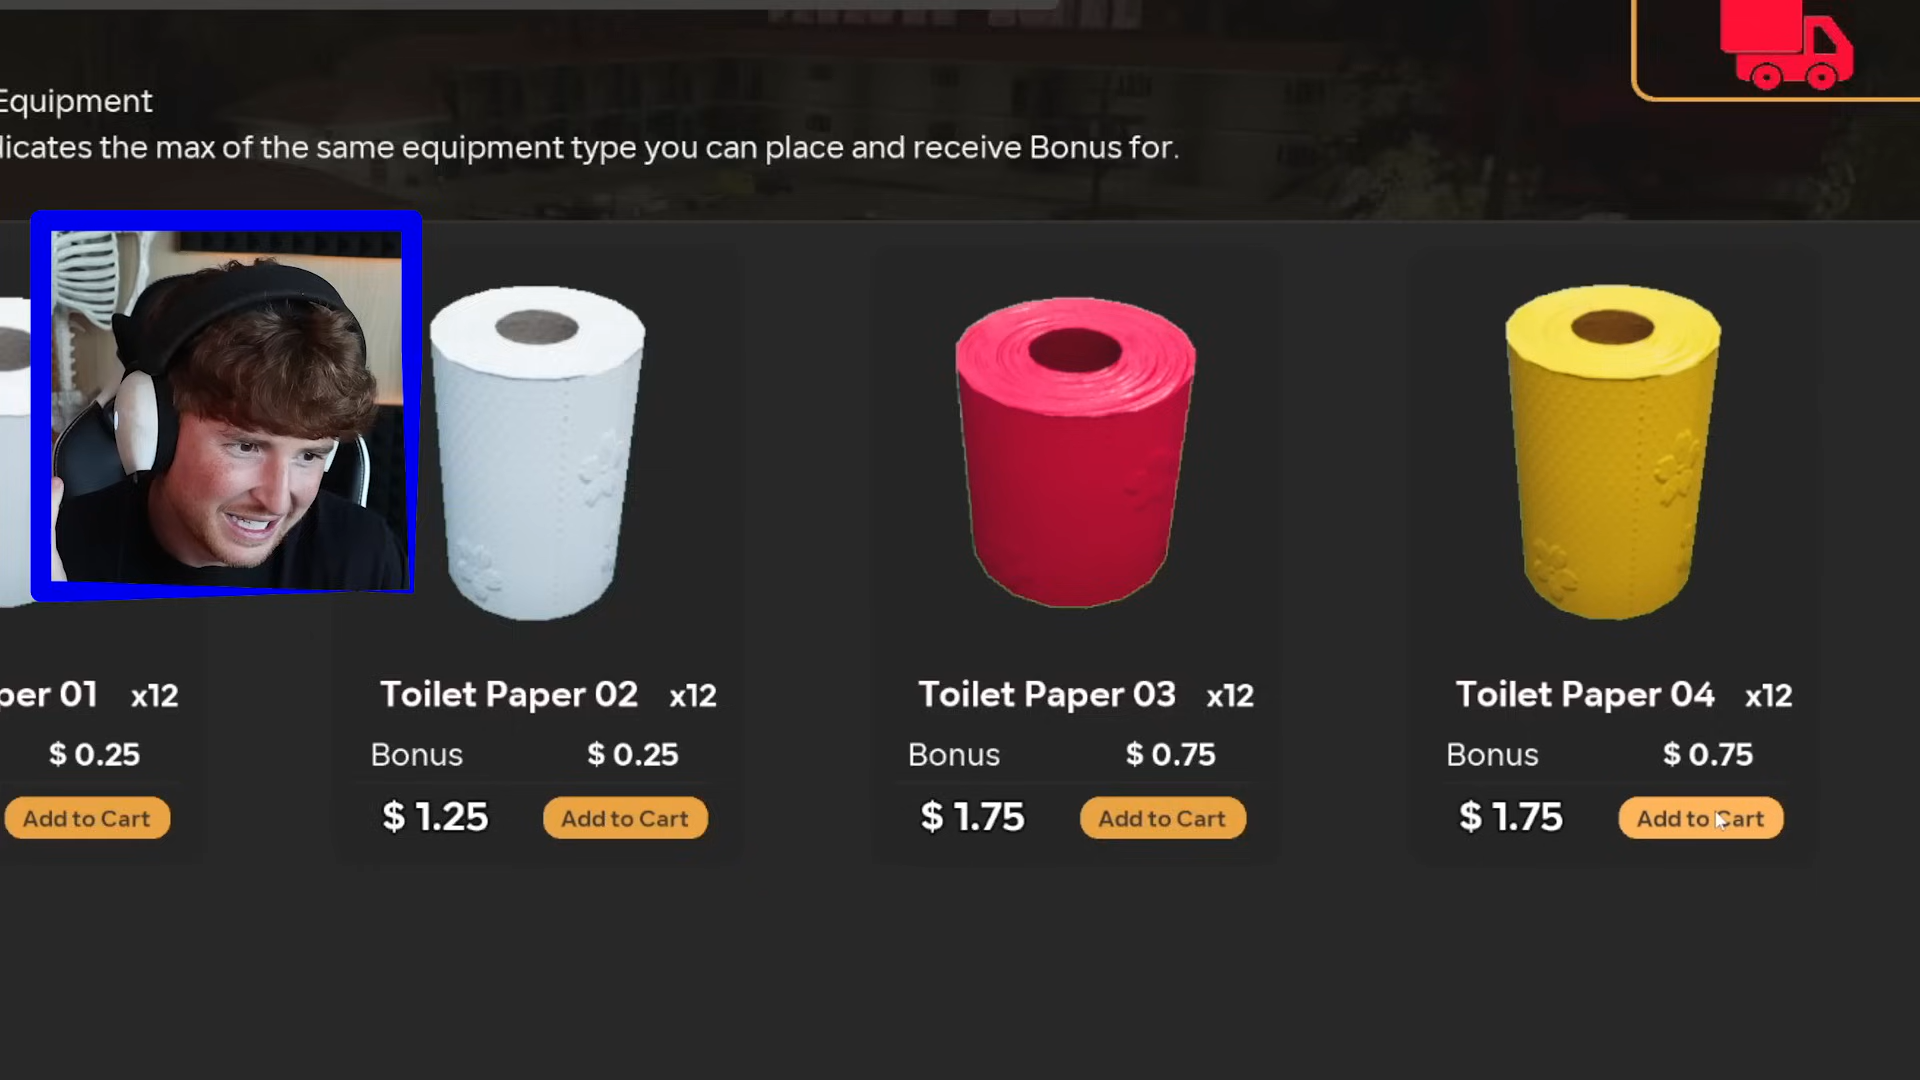 Equipment
dicates the max of the same equipment type you can place and receive Bonus for.
per 01 x12
$ 0.25
Add to Cart
Toilet Paper 02 x12
Bonus $ 0.25
$ 1.25 Add to Cart
Toilet Paper 03 x12
Bonus $ 0.75
$ 1.75 Add to Cart
Toilet Paper 04 x12
Bonus $ 0.75
$ 1.75 Add to Cart